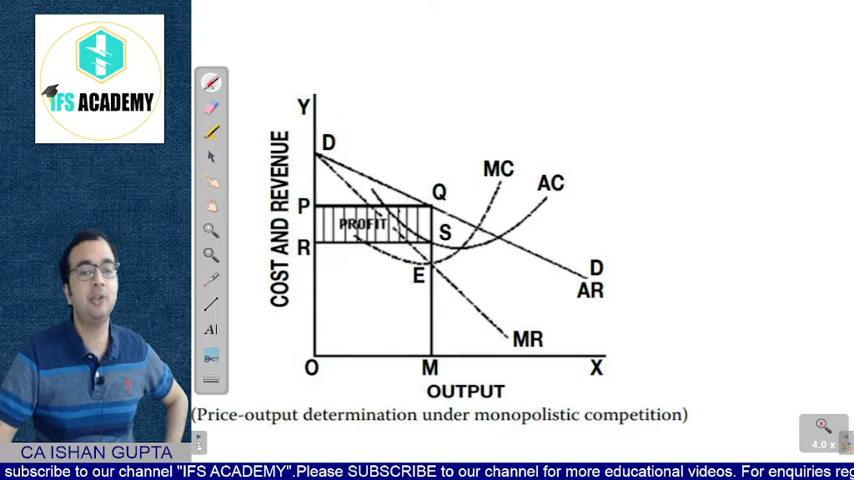 IFS ACADEMY
Y
D
COST AND REVENUE
P
PROFIT
Q
MC
AC
R
S
E
D
AR
MR
O
M
X
OUTPUT
(Price-output determination under monopolistic competition)
A
4.0 x
CA ISHAN GUPTA
subscribe to our channel "IFS ACADEMY".Please SUBSCRIBE to our channel for more educational videos. For enquiries reg